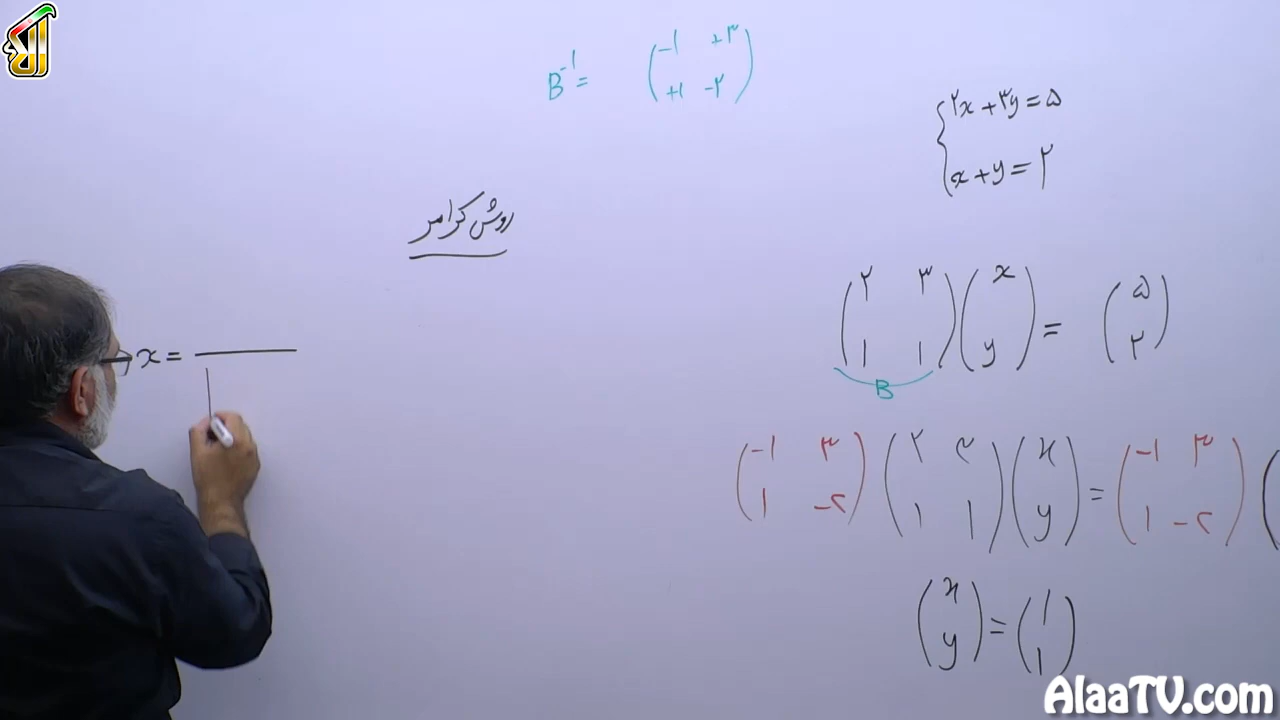 آلا
B⁻¹ = (−۱ +۳
+۱ −۲)
{۲x + ۳y = ۵
x + y = ۲
روش کرامر
(۲ ۳ (x (۵
۱ ۱) y) = ۲)
B
x =
(−۱ ۳ (۲ ۳ (x (−۱ ۳
۱ −۲) ۱ ۱) y) = ۱ −۲) (
(x (۱
y) = ۱)
AlaaTV.com